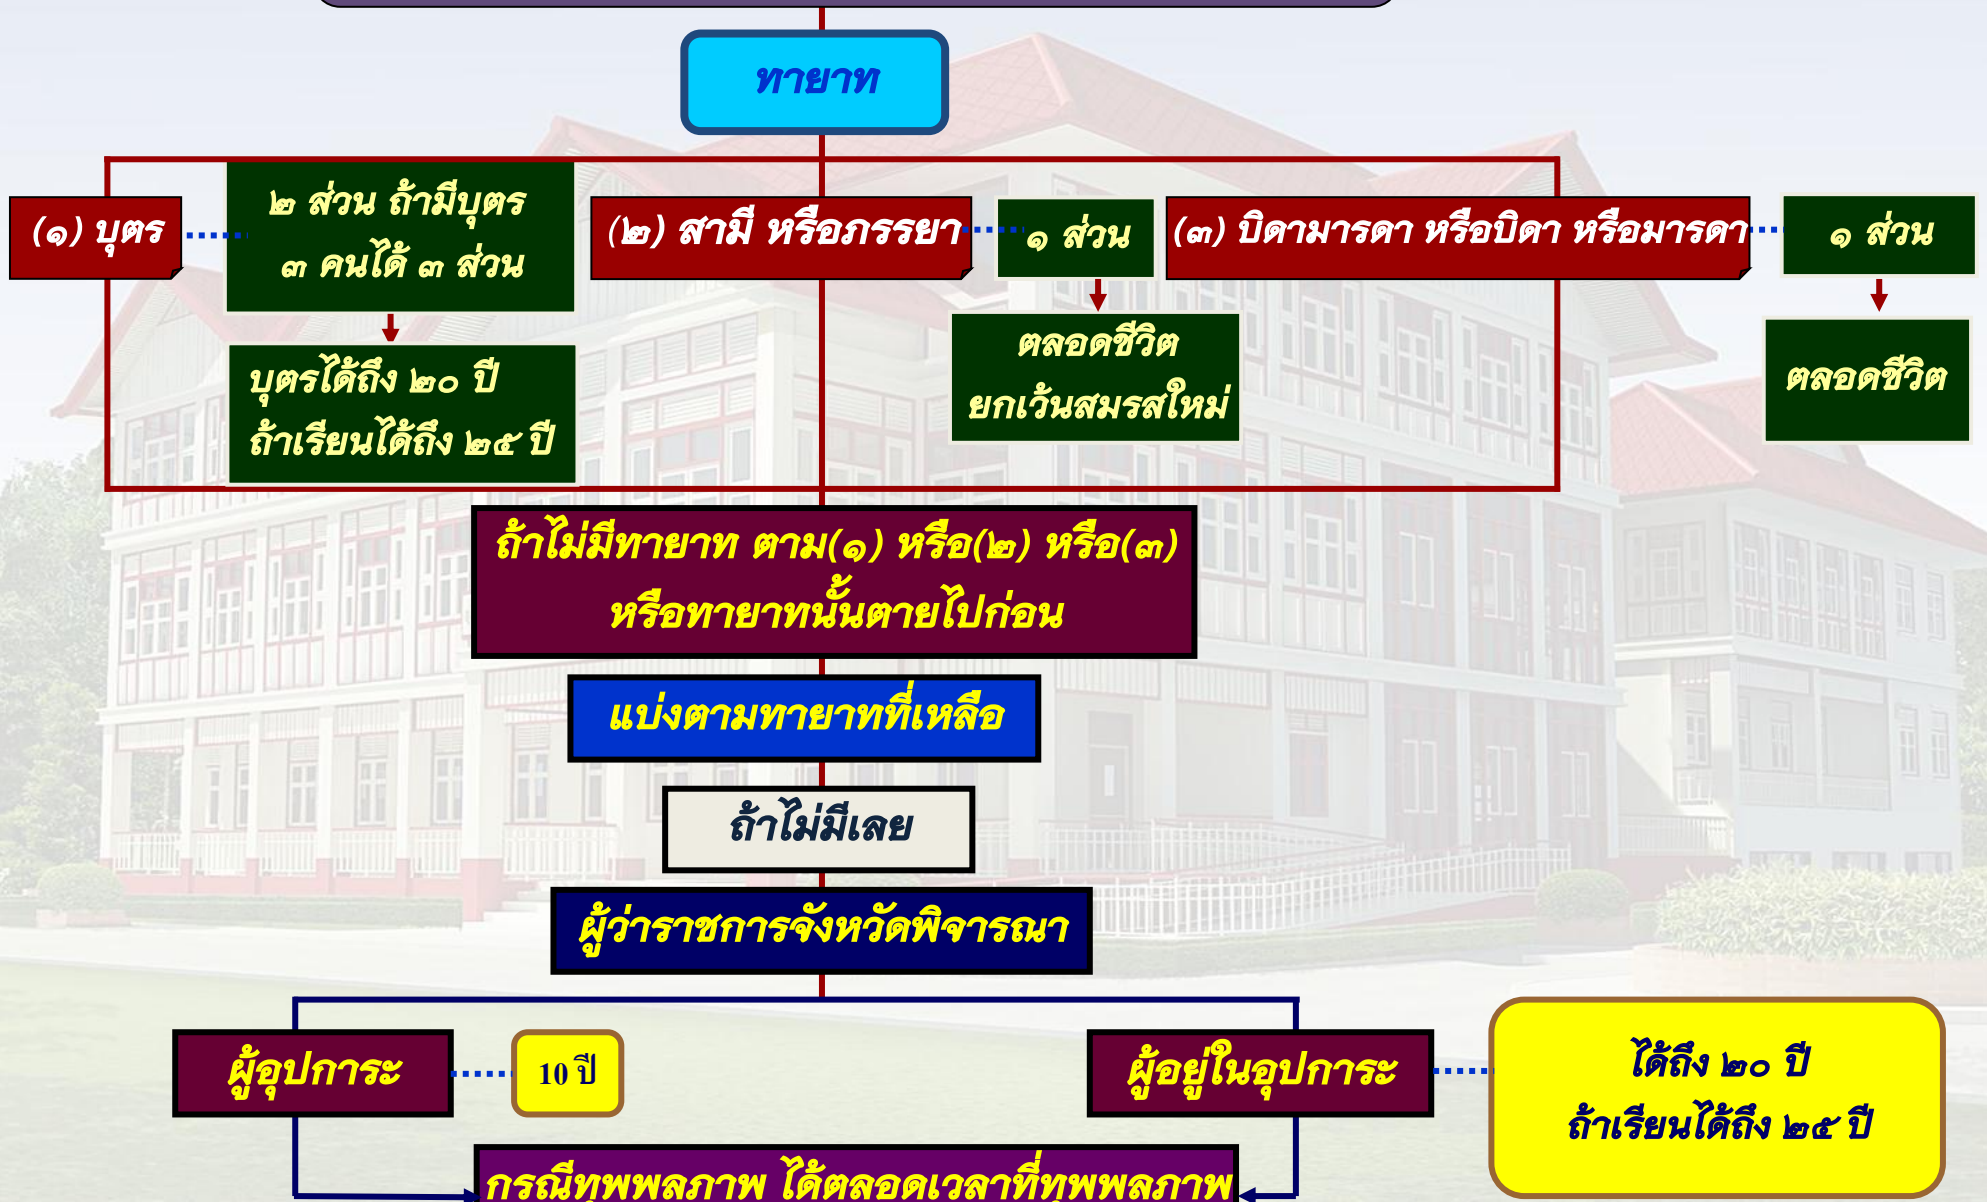 ทายาท
(๑) บุตร
๒ ส่วน ถ้ามีบุตร
๓ คนได้ ๓ ส่วน
(๒) สามี หรือภรรยา
๑ ส่วน
(๓) บิดามารดา หรือบิดา หรือมารดา
๑ ส่วน
บุตรได้ถึง ๒๐ ปี
ถ้าเรียนได้ถึง ๒๕ ปี
ตลอดชีวิต
ยกเว้นสมรสใหม่
ตลอดชีวิต
ถ้าไม่มีทายาท ตาม(๑) หรือ(๒) หรือ(๓)
หรือทายาทนั้นตายไปก่อน
แบ่งตามทายาทที่เหลือ
ถ้าไม่มีเลย
ผู้ว่าราชการจังหวัดพิจารณา
ผู้อุปการะ
10 ปี
ผู้อยู่ในอุปการะ
ได้ถึง ๒๐ ปี
ถ้าเรียนได้ถึง ๒๕ ปี
กรณีทุพพลภาพ ได้ตลอดเวลาที่ทุพพลภาพ